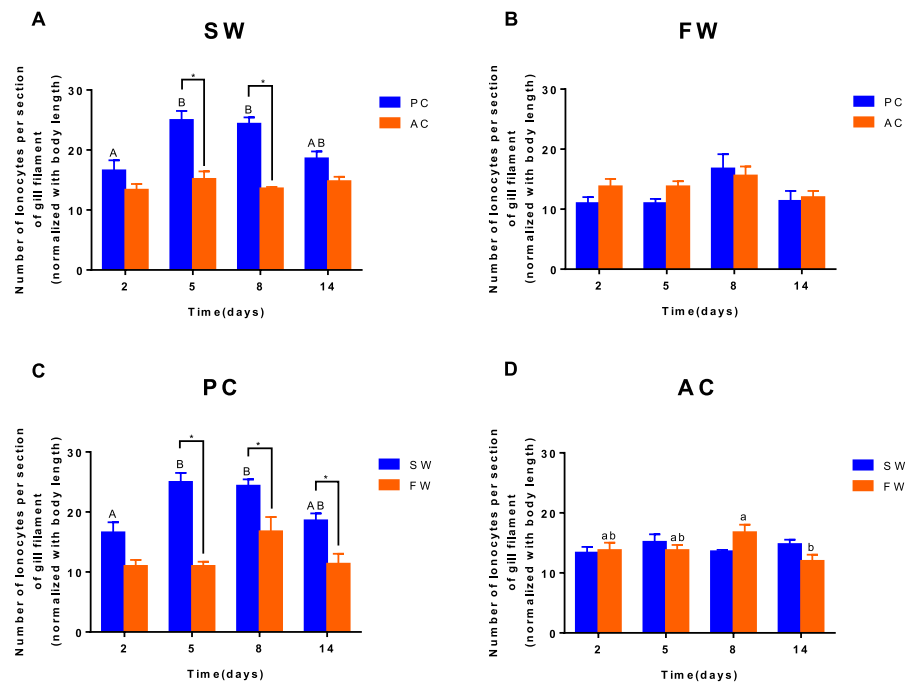 A
SW
Number of Ionocytes per section
of gill filament
(normalized with body length)
40
30
20
10
0
A
B
*
B
*
AB
2 5 8 14
Time(days)
PC
AC
B
FW
Number of Ionocytes per section
of gill filament
(normalized with body length)
40
30
20
10
0
2 5 8 14
Time(days)
PC
AC
C
PC
Number of Ionocytes per section
of gill filament
(normalized with body length)
40
30
20
10
0
A
B
*
B
*
AB
*
2 5 8 14
Time(days)
SW
FW
D
AC
Number of Ionocytes per section
of gill filament
(normalized with body length)
40
30
20
10
0
ab
ab
a
b
2 5 8 14
Time(days)
SW
FW